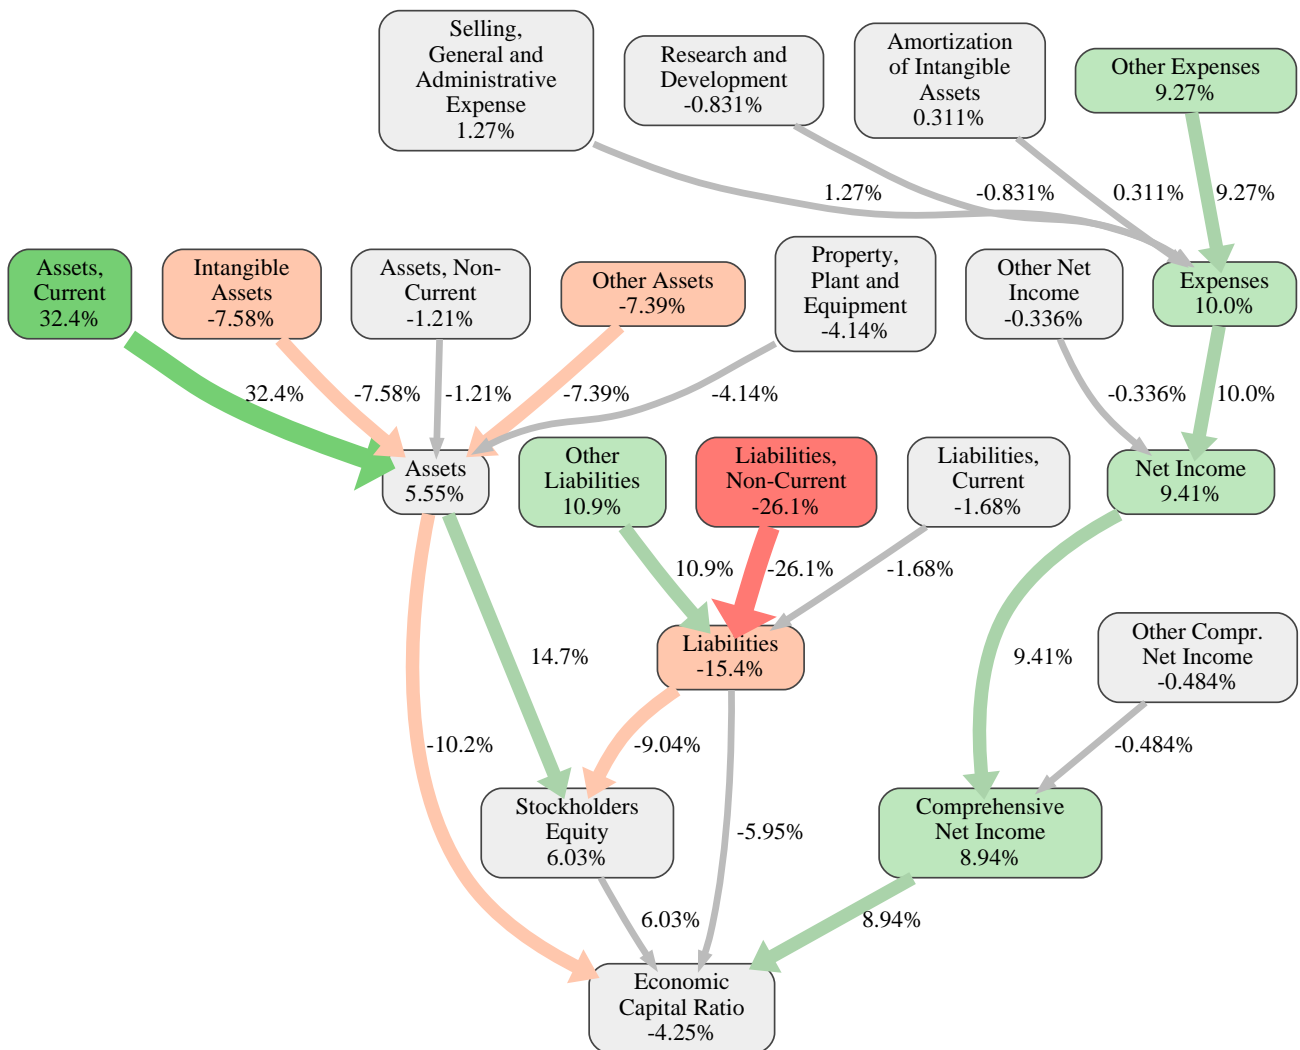 Selling,
General and
Administrative
Expense
1.27%
Research and
Development
-0.831%
Amortization
of Intangible
Assets
0.311%
Other Expenses
9.27%
1.27%
-0.831%
0.311%
9.27%
Assets,
Current
32.4%
Intangible
Assets
-7.58%
Assets, Non-
Current
-1.21%
Other Assets
-7.39%
Property,
Plant and
Equipment
-4.14%
Other Net
Income
-0.336%
Expenses
10.0%
32.4%
-7.58%
-1.21%
-7.39%
-4.14%
-0.336%
10.0%
Assets
5.55%
Other
Liabilities
10.9%
Liabilities,
Non-Current
-26.1%
Liabilities,
Current
-1.68%
Net Income
9.41%
10.9%
-26.1%
-1.68%
Liabilities
-15.4%
Other Compr.
Net Income
-0.484%
14.7%
9.41%
-10.2%
-9.04%
-0.484%
Stockholders
Equity
6.03%
-5.95%
Comprehensive
Net Income
8.94%
6.03%
8.94%
Economic
Capital Ratio
-4.25%